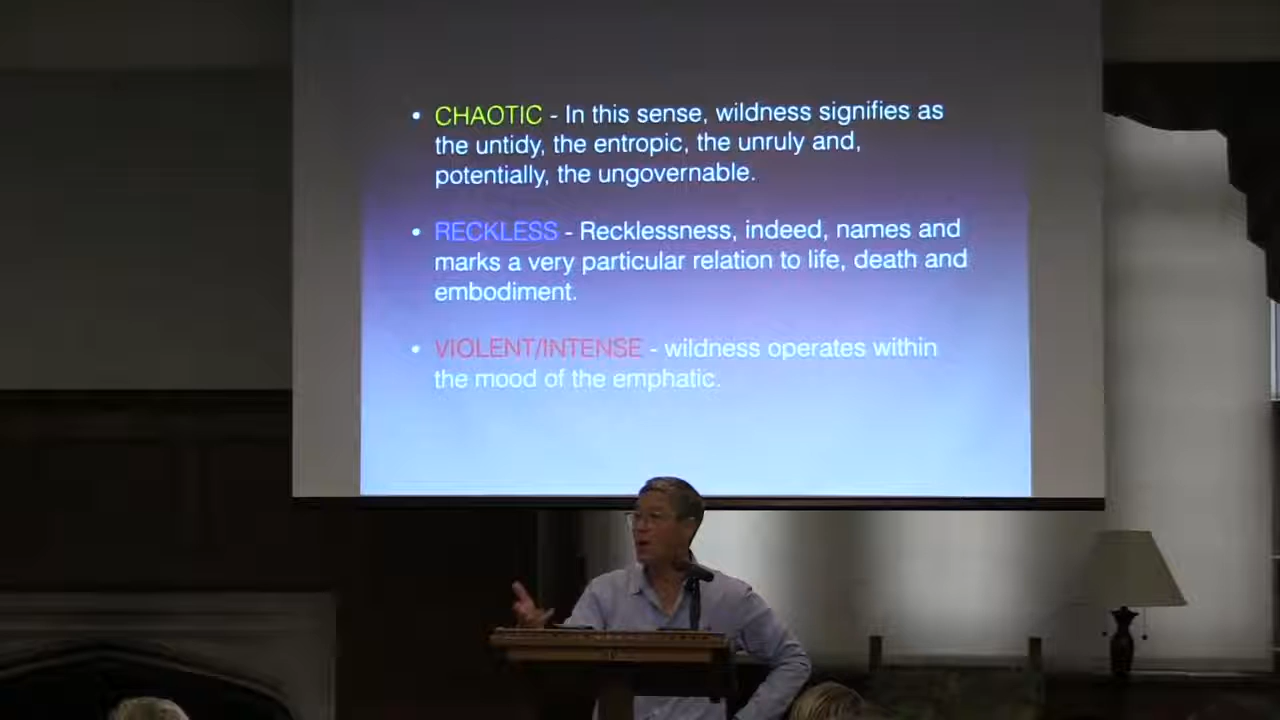 • CHAOTIC - In this sense, wildness signifies as
the untidy, the entropic, the unruly and,
potentially, the ungovernable.
• RECKLESS - Recklessness, indeed, names and
marks a very particular relation to life, death and
embodiment.
• VIOLENT/INTENSE - wildness operates within
the mood of the emphatic.